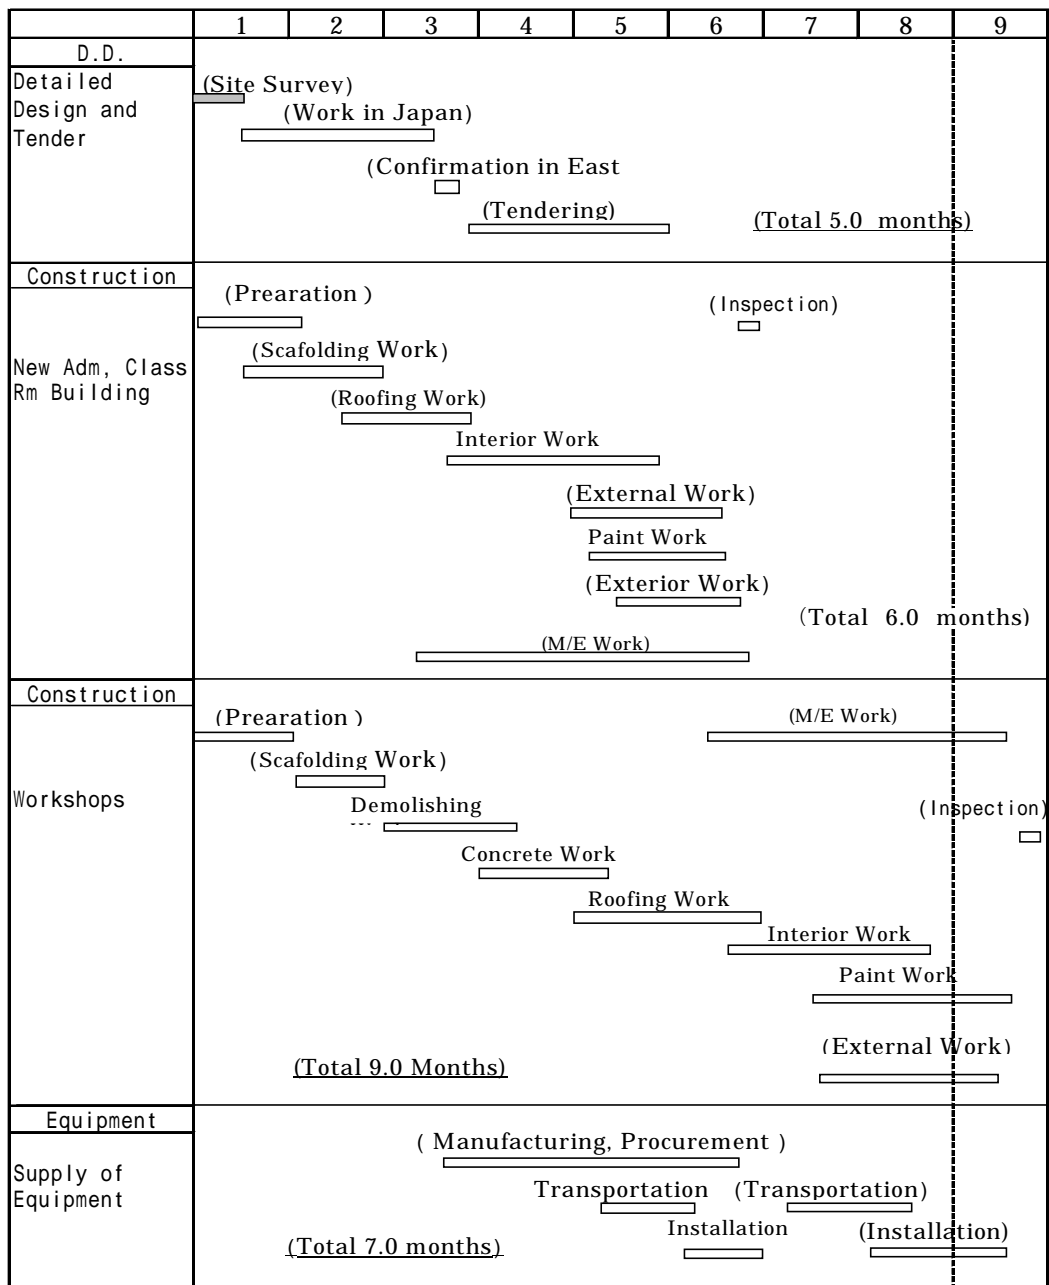 1 2 3 4 5 6 7 8 9
D.D.
Detailed
Design and
Tender
(Site Survey)
(Work in Japan)
(Confirmation in East
(Tendering)
(Total 5.0 months)
Construction
(Prearation )
(Inspection)
New Adm, Class
Rm Building
(Scafolding Work)
(Roofing Work)
Interior Work
(External Work)
Paint Work
(Exterior Work)
(Total 6.0 months)
(M/E Work)
Construction
(Prearation )
(M/E Work)
(Scafolding Work)
Workshops
Demolishing
(Inspection)
Concrete Work
Roofing Work
Interior Work
Paint Work
(External Work)
(Total 9.0 Months)
Equipment
( Manufacturing, Procurement )
Supply of
Equipment
Transportation (Transportation)
Installation (Installation)
(Total 7.0 months)